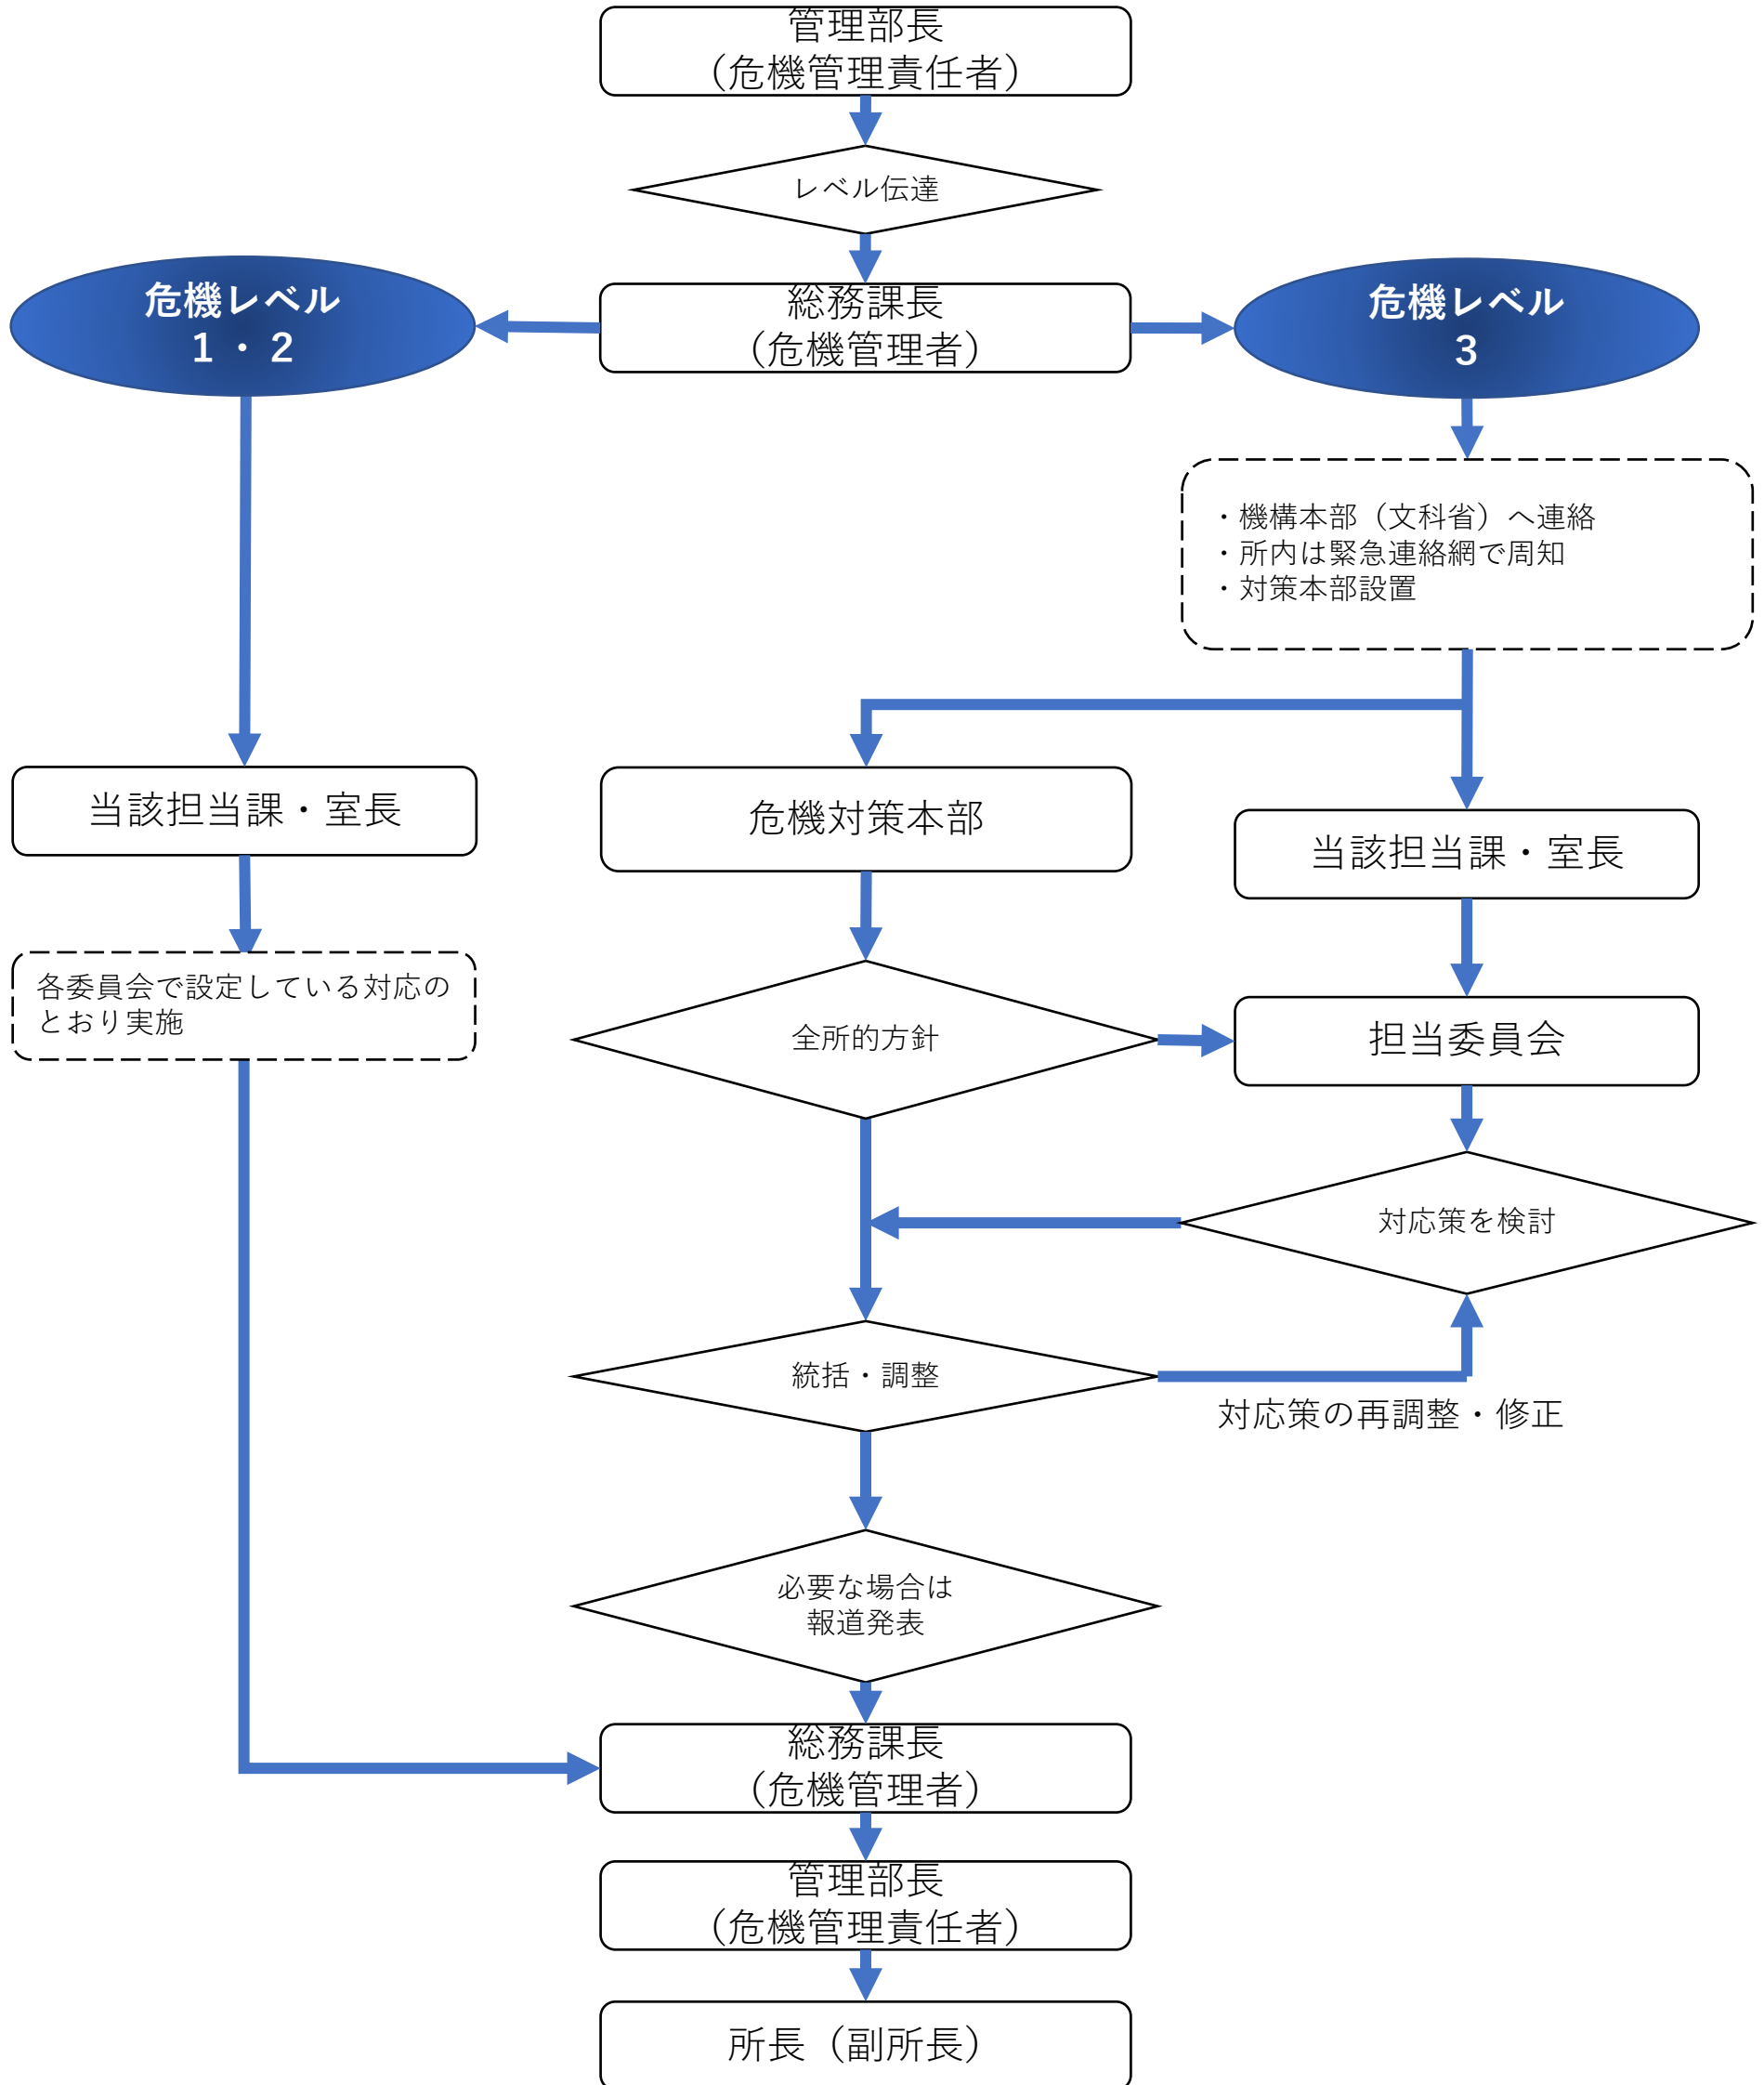 管理部長
（危機管理責任者）
レベル伝達
危機レベル
１・２
総務課長
（危機管理者）
危機レベル
３
・機構本部（文科省）へ連絡
・所内は緊急連絡網で周知
・対策本部設置
当該担当課・室長
危機対策本部
当該担当課・室長
各委員会で設定している対応の
とおり実施
全所的方針
担当委員会
対応策を検討
統括・調整
対応策の再調整・修正
必要な場合は
報道発表
総務課長
（危機管理者）
管理部長
（危機管理責任者）
所長（副所長）